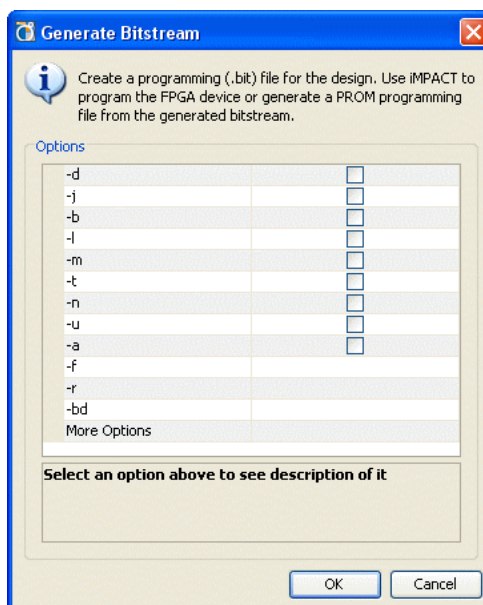 Generate Bitstream
Create a programming (.bit) file for the design. Use iMPACT to
program the FPGA device or generate a PROM programming
file from the generated bitstream.
Options
-d
-j
-b
-l
-m
-t
-n
-u
-a
-f
-r
-bd
More Options
Select an option above to see description of it
OK
Cancel